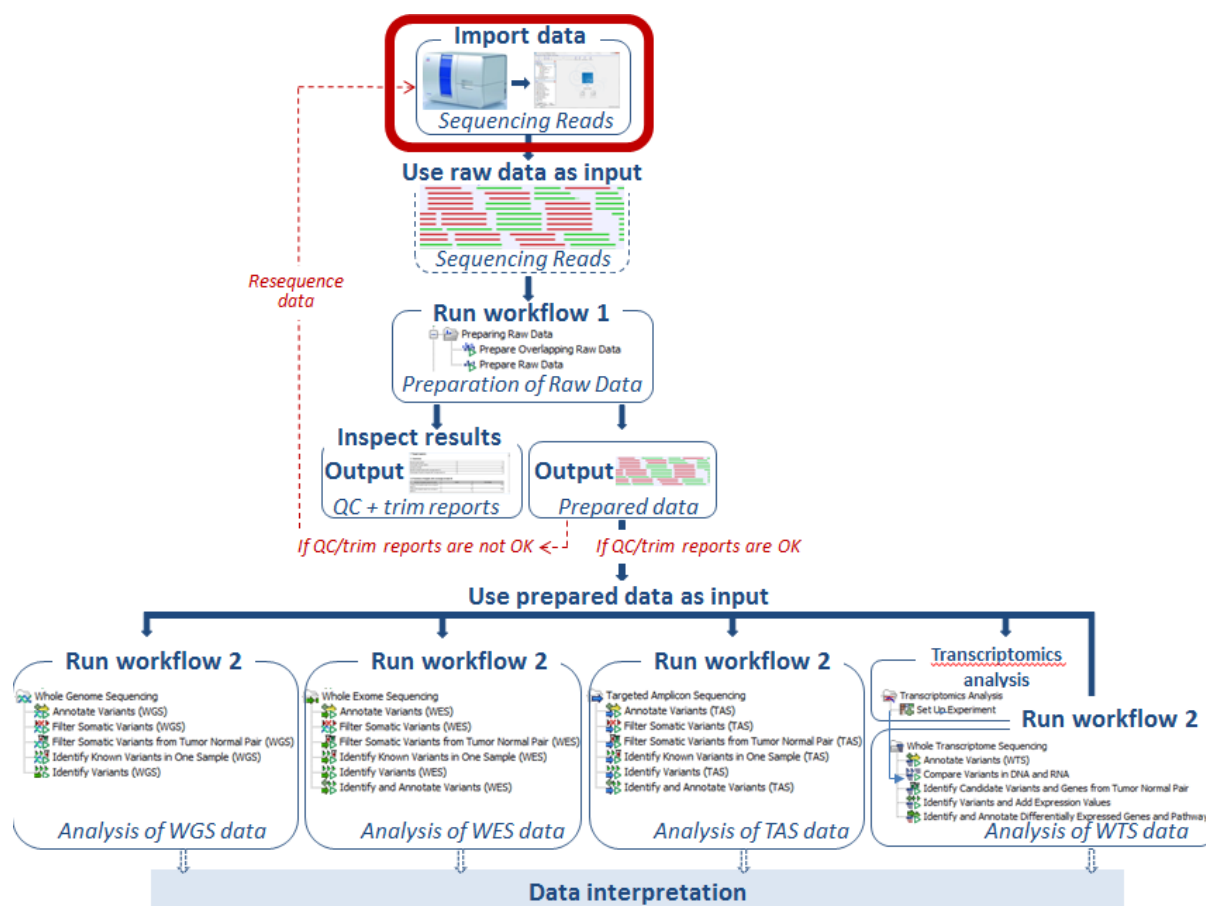 Import data
Sequencing Reads
Use raw data as input
Sequencing Reads
Resequence
data
Run workflow 1
Preparing Raw Data
Prepare Overlapping Raw Data
Prepare Raw Data
Preparation of Raw Data
Inspect results
Output
QC + trim reports
Output
Prepared data
If QC/trim reports are not OK
If QC/trim reports are OK
Use prepared data as input
Run workflow 2
Whole Genome Sequencing
Annotate Variants (WGS)
Filter Somatic Variants (WGS)
Filter Somatic Variants from Tumor Normal Pair (WGS)
Identify Known Variants in One Sample (WGS)
Identify Variants (WGS)
Analysis of WGS data
Run workflow 2
Whole Exome Sequencing
Annotate Variants (WES)
Filter Somatic Variants (WES)
Filter Somatic Variants from Tumor Normal Pair (WES)
Identify Known Variants in One Sample (WES)
Identify Variants (WES)
Identify and Annotate Variants (WES)
Analysis of WES data
Run workflow 2
Targeted Amplicon Sequencing
Annotate Variants (TAS)
Filter Somatic Variants (TAS)
Filter Somatic Variants from Tumor Normal Pair (TAS)
Identify Known Variants in One Sample (TAS)
Identify Variants (TAS)
Identify and Annotate Variants (TAS)
Analysis of TAS data
Transcriptomics
analysis
Transcriptomics Analysis
Set Up Experiment
Run workflow 2
Whole Transcriptome Sequencing
Annotate Variants (WTS)
Compare Variants in DNA and RNA
Identify Candidate Variants and Genes from Tumor Normal Pair
Identify Variants and Add Expression Values
Identify and Annotate Differentially Expressed Genes and Pathway
Analysis of WTS data
Data interpretation